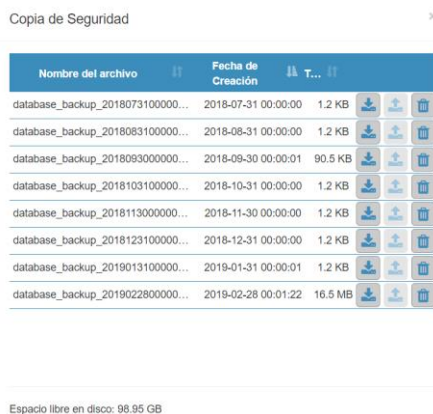 Copia de Seguridad
Nombre del archivo Fecha de Creación T...
database_backup_2018073100000... 2018-07-31 00:00:00 1.2 KB
database_backup_2018083100000... 2018-08-31 00:00:00 1.2 KB
database_backup_2018093000000... 2018-09-30 00:00:01 90.5 KB
database_backup_2018103100000... 2018-10-31 00:00:00 1.2 KB
database_backup_2018113000000... 2018-11-30 00:00:00 1.2 KB
database_backup_2018123100000... 2018-12-31 00:00:00 1.2 KB
database_backup_2019013100000... 2019-01-31 00:00:01 1.2 KB
database_backup_2019022800000... 2019-02-28 00:01:22 16.5 MB
Espacio libre en disco: 98.95 GB